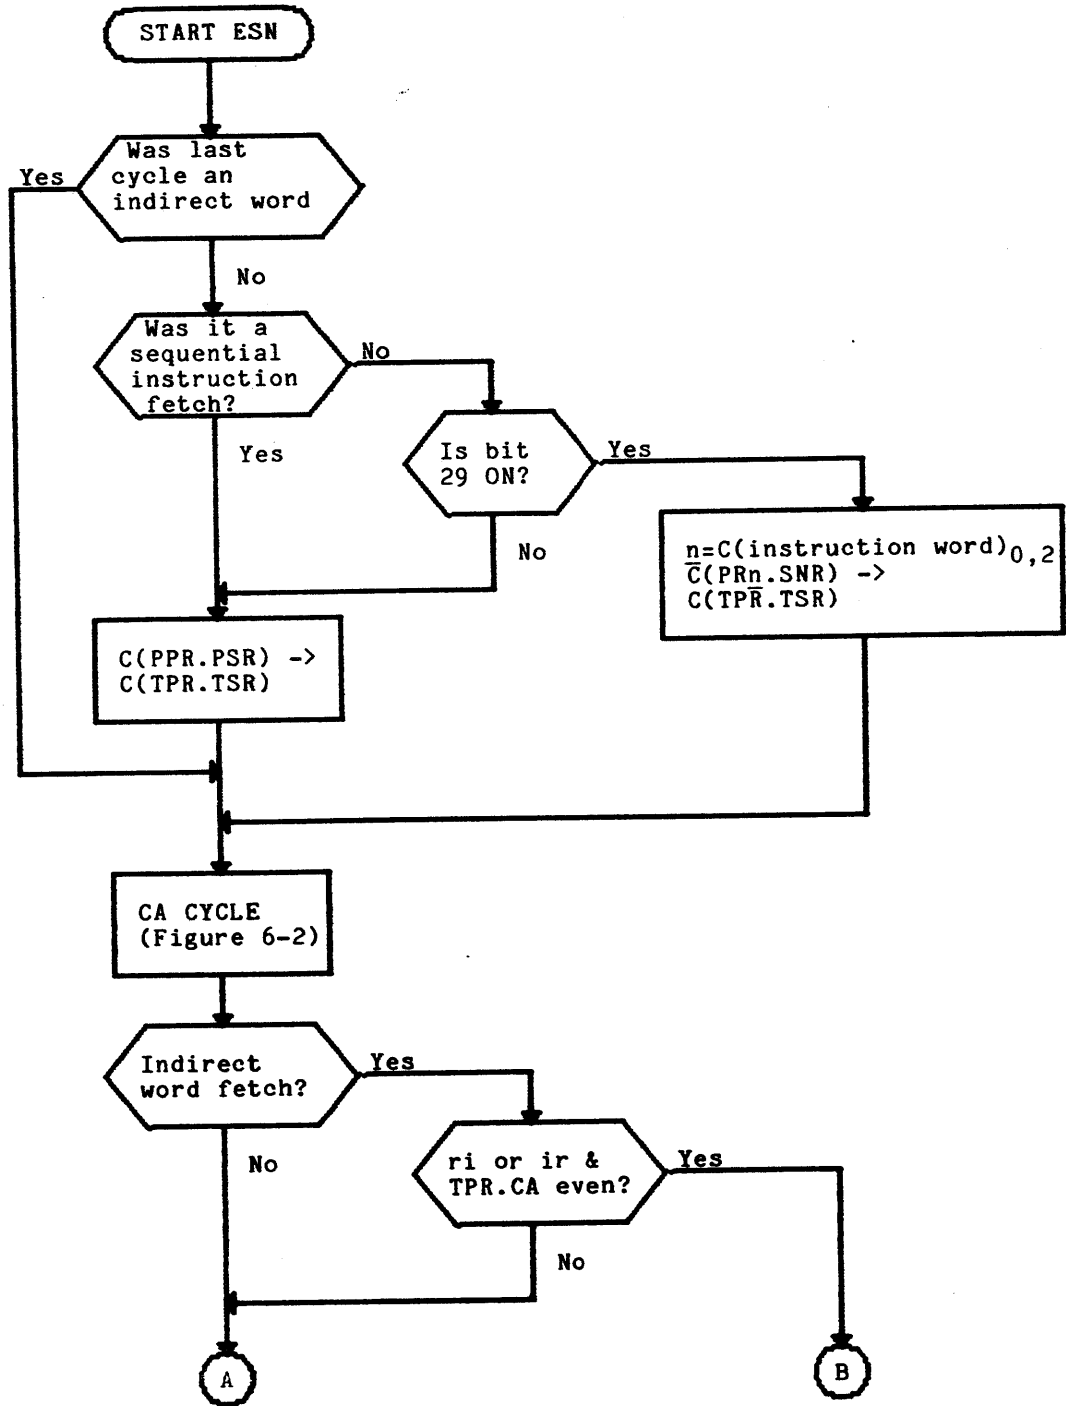 START ESN
Was last
cycle an
indirect word
Yes
No
Was it a
sequential
instruction
fetch?
No
Yes
Is bit
29 ON?
Yes
No
n=C(instruction word)0,2
C(PRn.SNR) ->
C(TPR.TSR)
C(PPR.PSR) ->
C(TPR.TSR)
CA CYCLE
(Figure 6-2)
Indirect
word fetch?
Yes
No
ri or ir &
TPR.CA even?
Yes
No
A
B